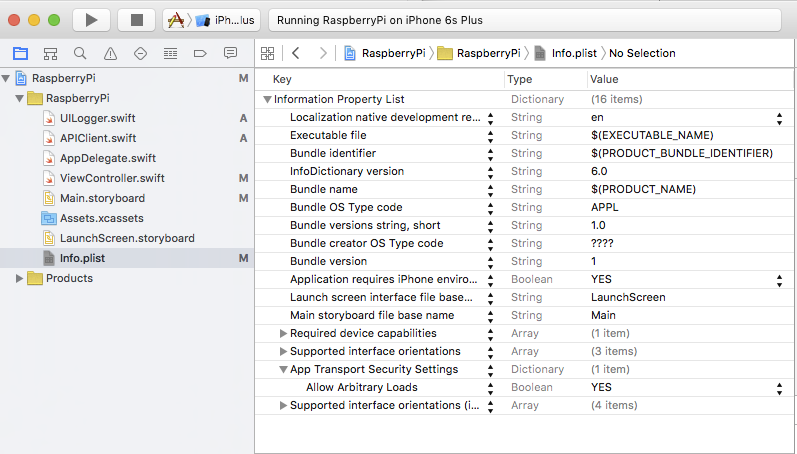 iPh...lus Running RaspberryPi on iPhone 6s Plus
RaspberryPi RaspberryPi Info.plist No Selection
RaspberryPi M
RaspberryPi
UILogger.swift A
APIClient.swift A
AppDelegate.swift
ViewController.swift M
Main.storyboard M
Assets.xcassets
LaunchScreen.storyboard
Info.plist M
Products
Key Type Value
Information Property List Dictionary (16 items)
Localization native development re... String en
Executable file String $(EXECUTABLE_NAME)
Bundle identifier String $(PRODUCT_BUNDLE_IDENTIFIER)
InfoDictionary version String 6.0
Bundle name String $(PRODUCT_NAME)
Bundle OS Type code String APPL
Bundle versions string, short String 1.0
Bundle creator OS Type code String ????
Bundle version String 1
Application requires iPhone enviro... Boolean YES
Launch screen interface file base... String LaunchScreen
Main storyboard file base name String Main
Required device capabilities Array (1 item)
Supported interface orientations Array (3 items)
App Transport Security Settings Dictionary (1 item)
Allow Arbitrary Loads Boolean YES
Supported interface orientations (i... Array (4 items)